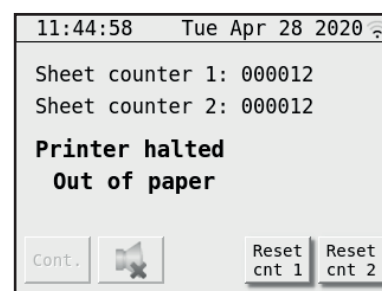 11:44:58 Tue Apr 28 2020
Sheet counter 1: 000012
Sheet counter 2: 000012
Printer halted
Out of paper
Cont.
Reset cnt 1
Reset cnt 2